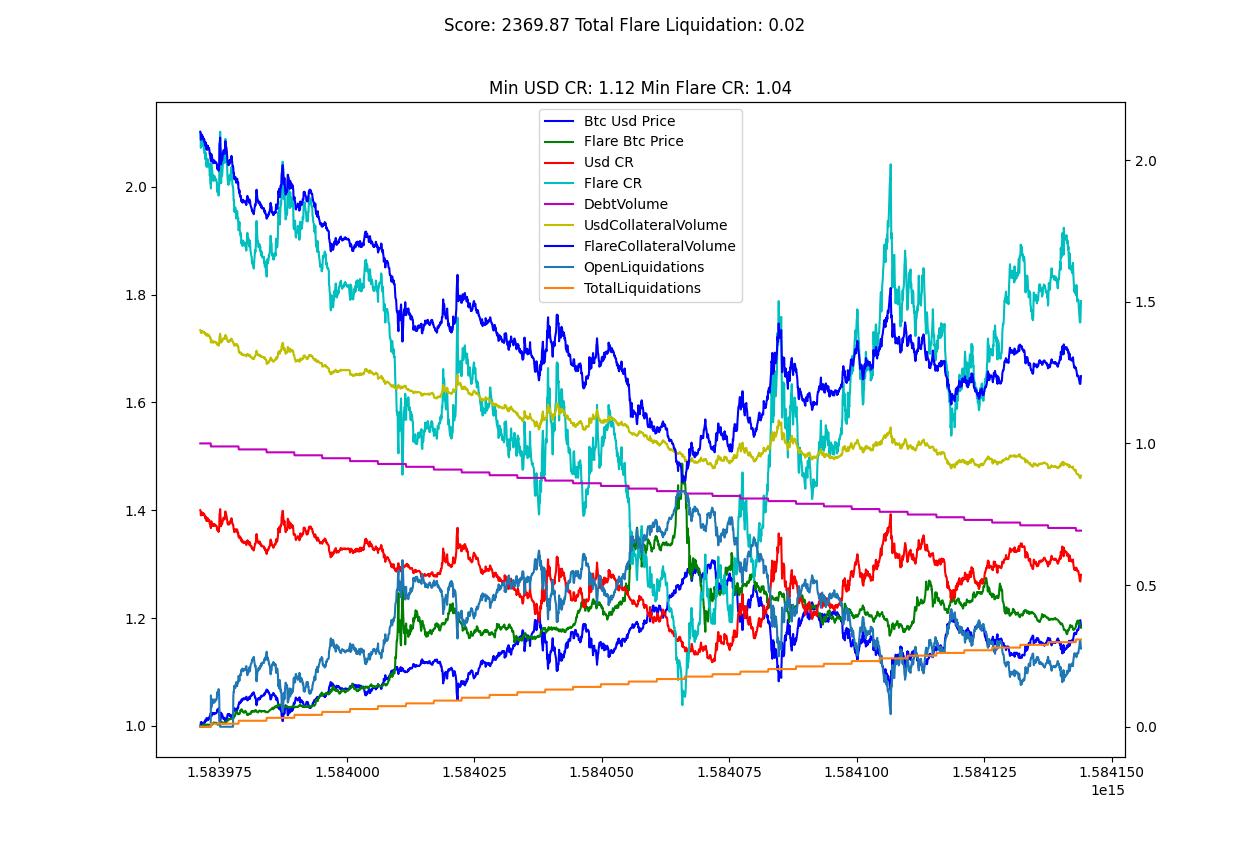 Score: 2369.87 Total Flare Liquidation: 0.02
Min USD CR: 1.12 Min Flare CR: 1.04
Btc Usd Price
Flare Btc Price
Usd CR
Flare CR
DebtVolume
UsdCollateralVolume
FlareCollateralVolume
OpenLiquidations
TotalLiquidations
2.0
1.8
1.6
1.4
1.2
1.0
2.0
1.5
1.0
0.5
0.0
1.583975 1.584000 1.584025 1.584050 1.584075 1.584100 1.584125 1.584150
1e15